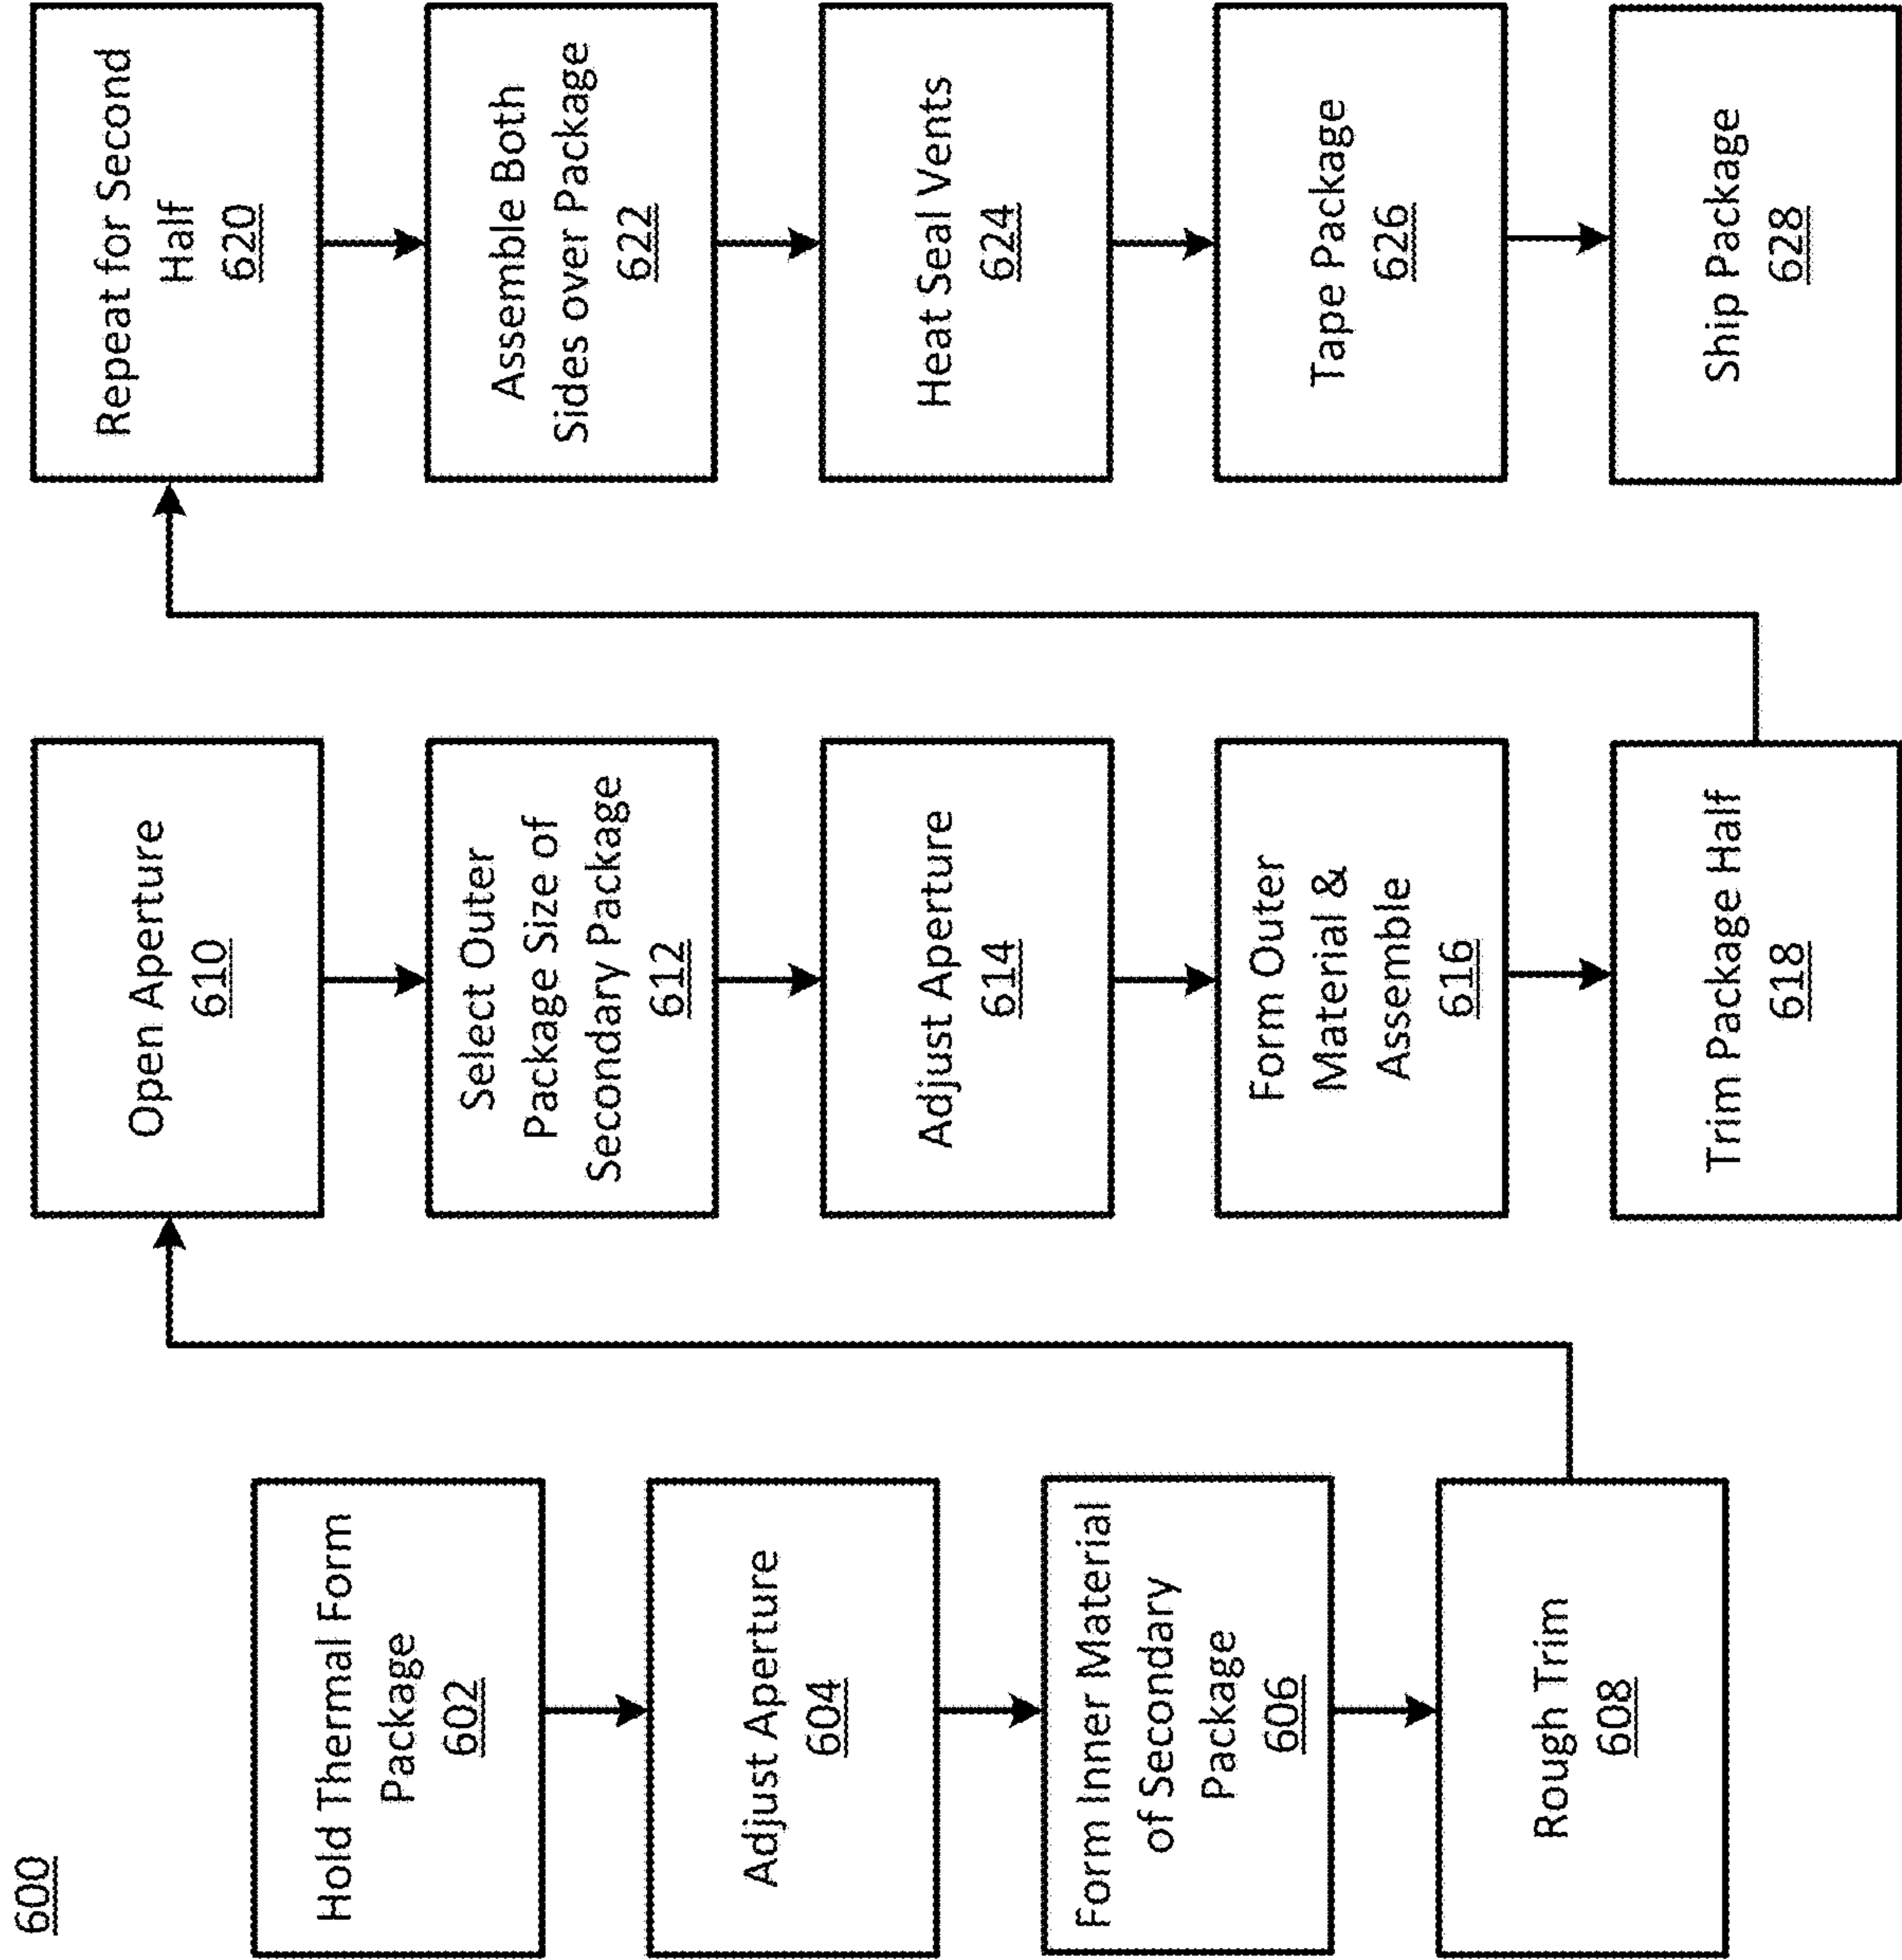 600
Hold Thermal Form
Package
602
Adjust Aperture
604
Form Inner Material
of Secondary
Package
606
Rough Trim
608
Open Aperture
610
Select Outer
Package Size of
Secondary Package
612
Adjust Aperture
614
Form Outer
Material &
Assemble
616
Trim Package Half
618
Repeat for Second
Half
620
Assemble Both
Sides over Package
622
Heat Seal Vents
624
Tape Package
626
Ship Package
628